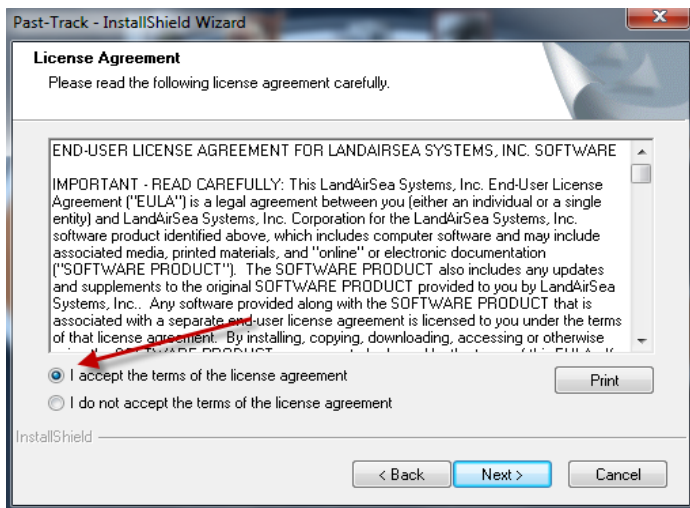 Past-Track - InstallShield Wizard
License Agreement
Please read the following license agreement carefully.
END-USER LICENSE AGREEMENT FOR LANDAIRSEA SYSTEMS, INC. SOFTWARE
IMPORTANT - READ CAREFULLY: This LandAirSea Systems, Inc. End-User License
Agreement ("EULA") is a legal agreement between you (either an individual or a single
entity) and LandAirSea Systems, Inc. Corporation for the LandAirSea Systems, Inc.
software product identified above, which includes computer software and may include
associated media, printed materials, and "online" or electronic documentation
("SOFTWARE PRODUCT"). The SOFTWARE PRODUCT also includes any updates
and supplements to the original SOFTWARE PRODUCT provided to you by LandAirSea
Systems, Inc.. Any software provided along with the SOFTWARE PRODUCT that is
associated with a separate end-user license agreement is licensed to you under the terms
of that license agreement. By installing, copying, downloading, accessing or otherwise
I accept the terms of the license agreement
Print
I do not accept the terms of the license agreement
InstallShield
< Back
Next >
Cancel